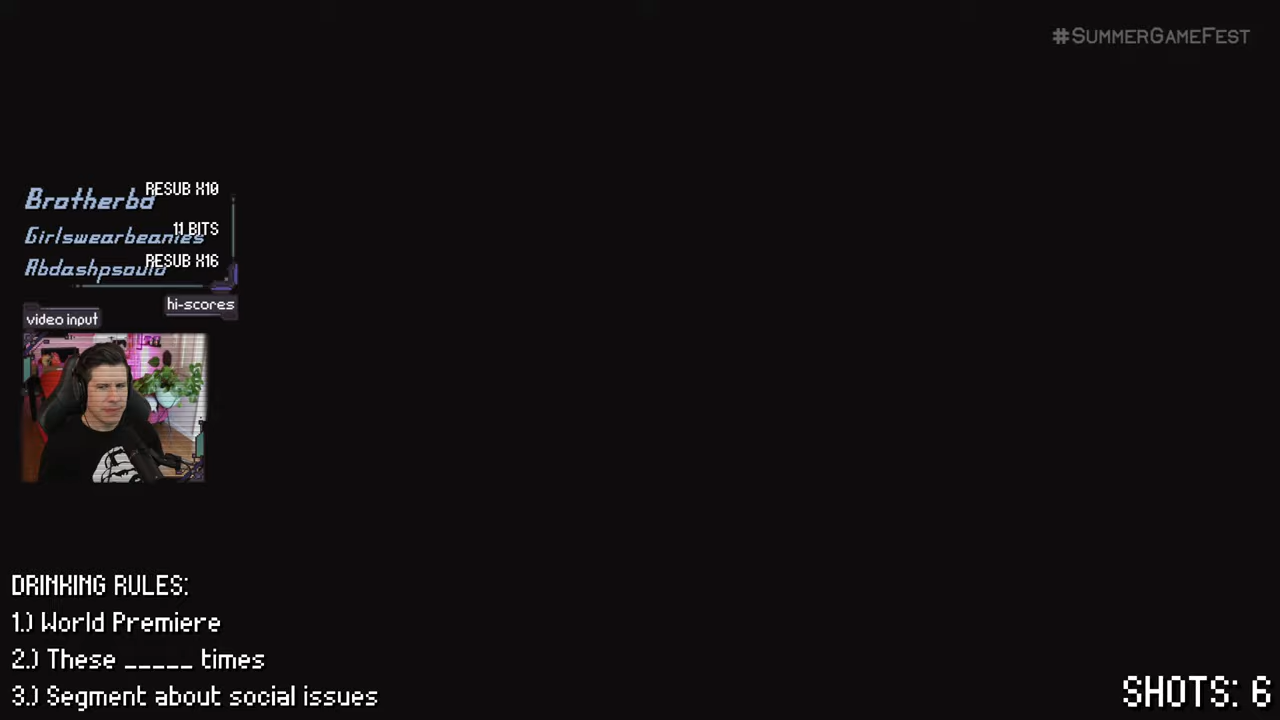 #SummerGameFest
Brotherbd RESUB X10
Girlswearbeanies 11 BITS
Abdashpsoula RESUB X16
hi-scores
video input
DRINKING RULES:
1.) World Premiere
2.) These _____ times
3.) Segment about social issues
SHOTS: 6